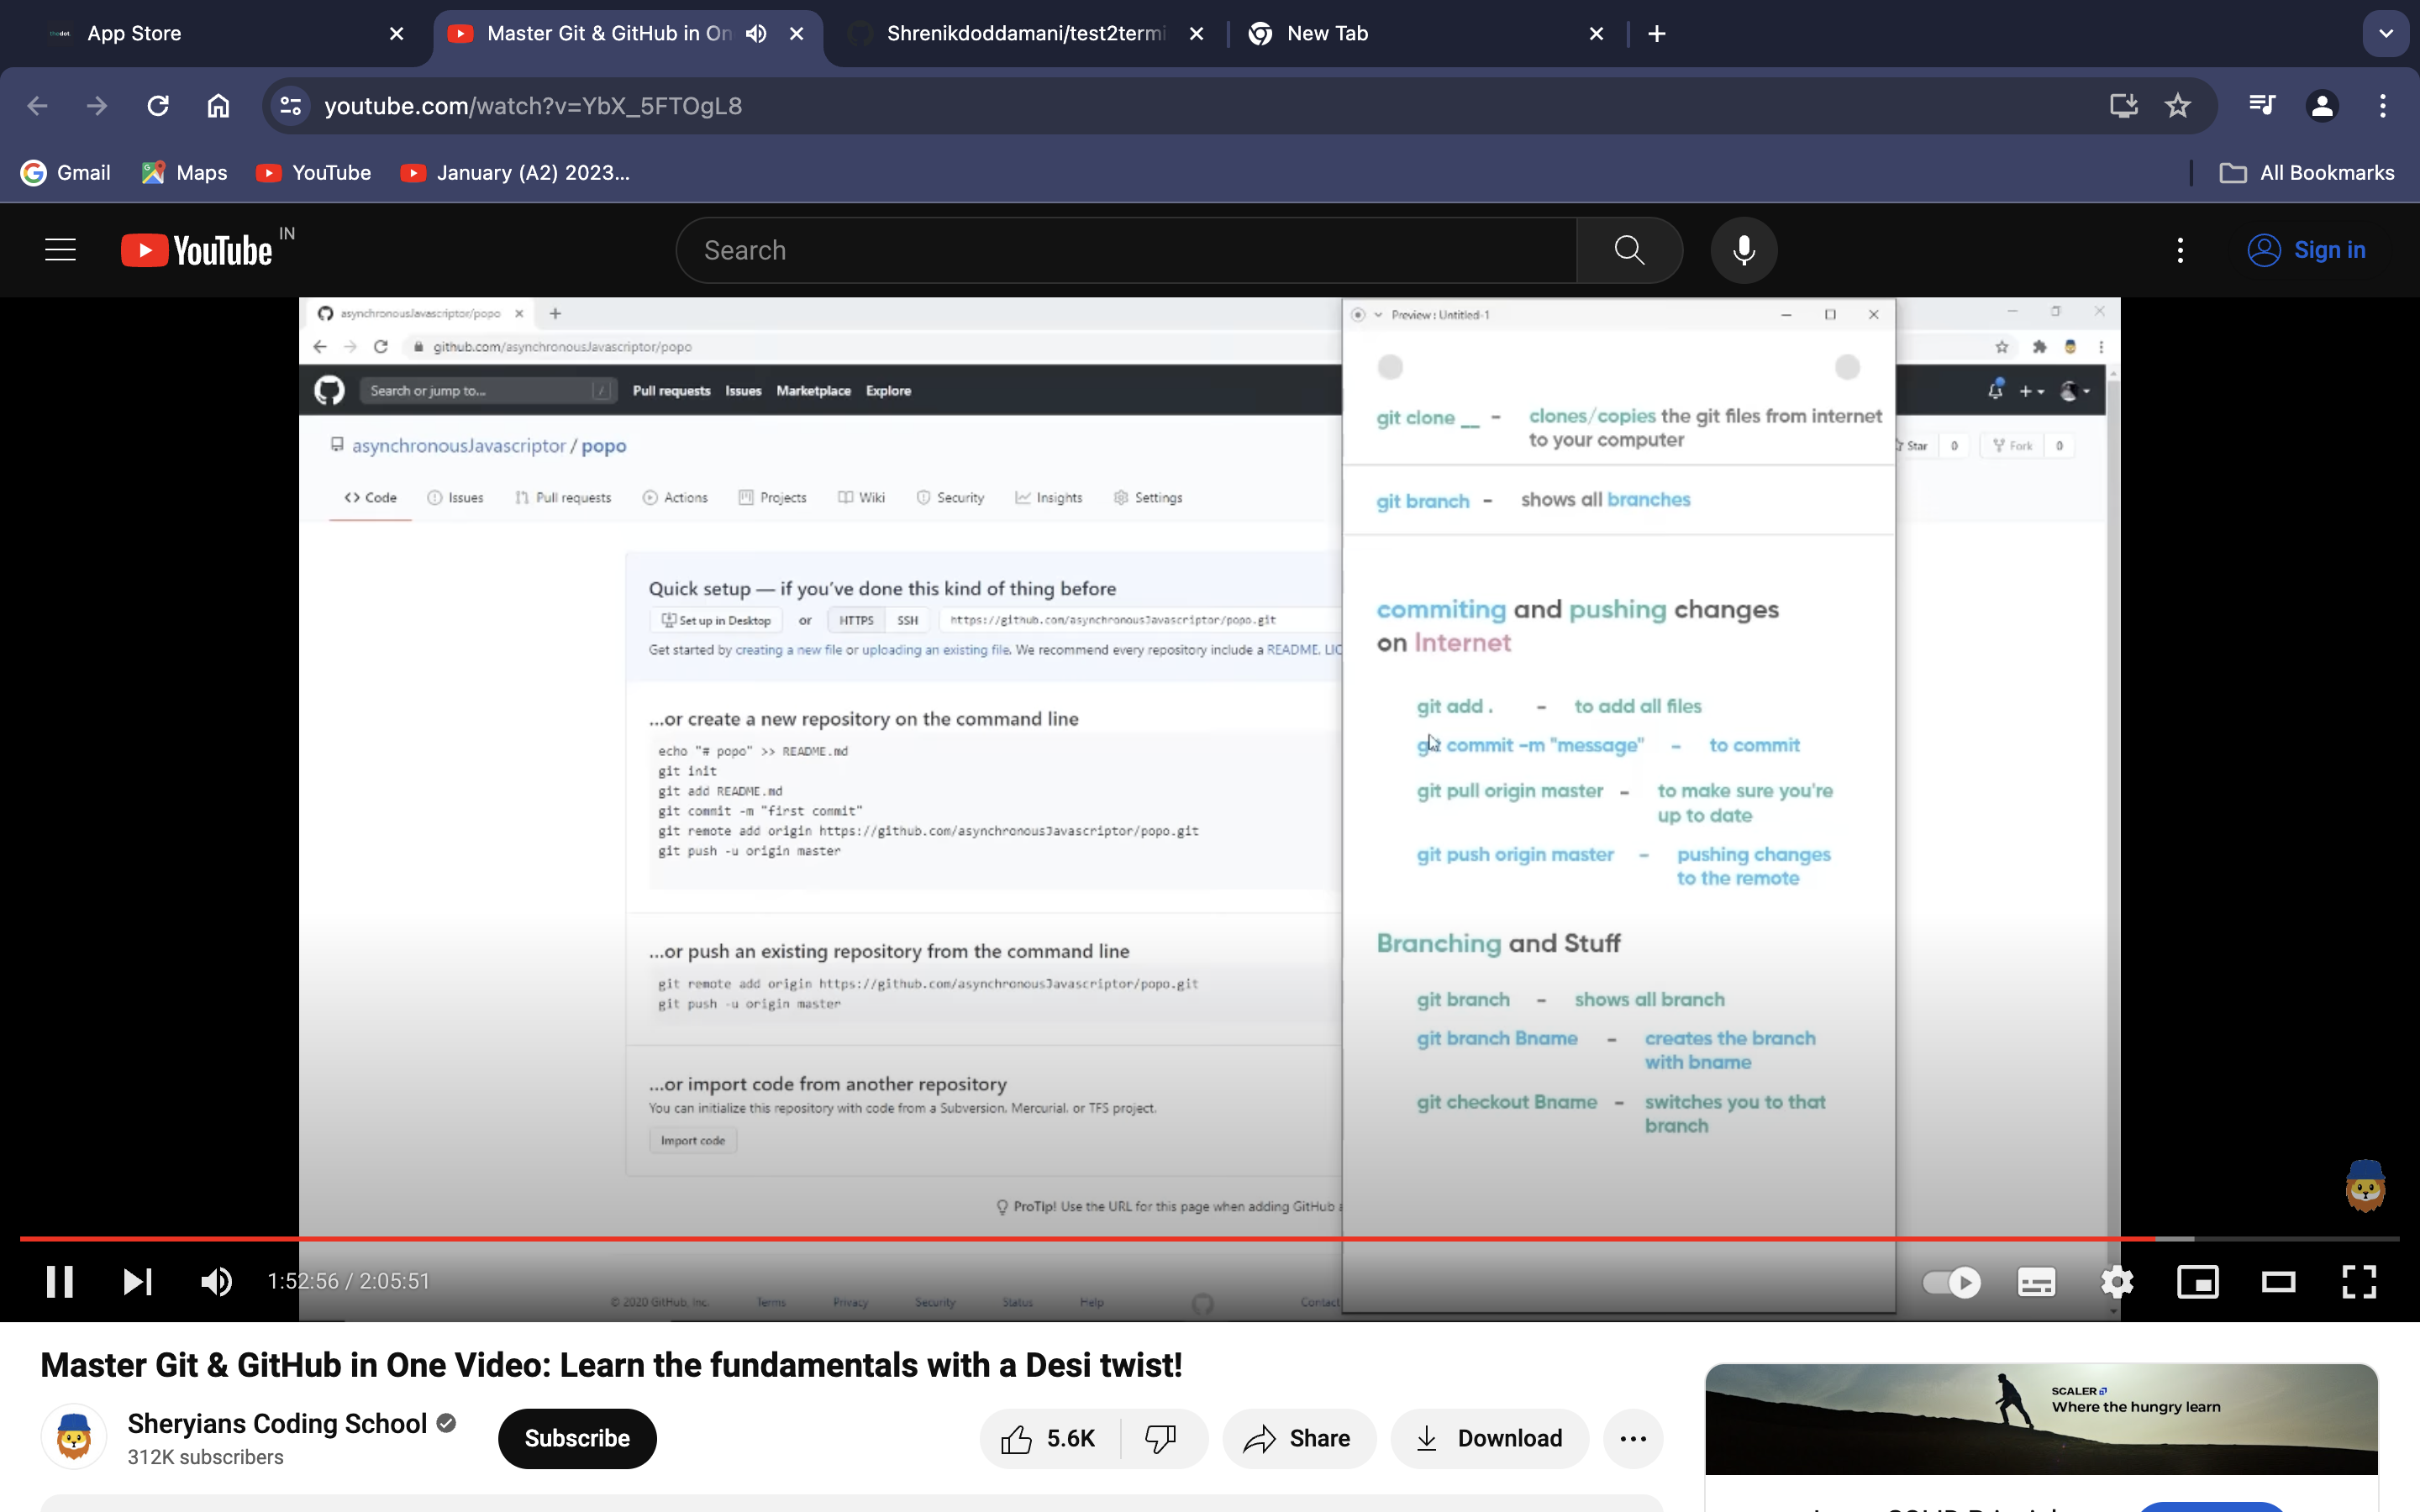 thedot.
App Store
Master Git & GitHub in On
Shrenikdoddamani/test2termi
New Tab
youtube.com/watch?v=YbX_5FTOgL8
Gmail
Maps
YouTube
January (A2) 2023...
All Bookmarks
YouTube IN
Search
Sign in
asynchronousJavascriptor/popo
github.com/asynchronousJavascriptor/popo
Search or jump to...
/
Pull requests Issues Marketplace Explore
asynchronousJavascriptor / popo
Star 0
Fork 0
<> Code Issues Pull requests Actions Projects Wiki Security Insights Settings
Quick setup — if you've done this kind of thing before
Set up in Desktop or HTTPS SSH https://github.com/asynchronousJavascriptor/popo.git
Get started by creating a new file or uploading an existing file. We recommend every repository include a README, LIC
...or create a new repository on the command line
echo "# popo" >> README.md
git init
git add README.md
git commit -m "first commit"
git remote add origin https://github.com/asynchronousJavascriptor/popo.git
git push -u origin master
...or push an existing repository from the command line
git remote add origin https://github.com/asynchronousJavascriptor/popo.git
git push -u origin master
...or import code from another repository
You can initialize this repository with code from a Subversion, Mercurial, or TFS project.
Import code
ProTip! Use the URL for this page when adding GitHub a
© 2020 GitHub, Inc. Terms Privacy Security Status Help Contact
Preview : Untitled-1
git clone __ - clones/copies the git files from internet
to your computer
git branch - shows all branches
commiting and pushing changes
on Internet
git add . - to add all files
git commit -m "message" - to commit
git pull origin master - to make sure you're
up to date
git push origin master - pushing changes
to the remote
Branching and Stuff
git branch - shows all branch
git branch Bname - creates the branch
with bname
git checkout Bname - switches you to that
branch
1:52:56 / 2:05:51
Master Git & GitHub in One Video: Learn the fundamentals with a Desi twist!
Sheryians Coding School
312K subscribers
Subscribe
5.6K
Share
Download
SCALER
Where the hungry learn